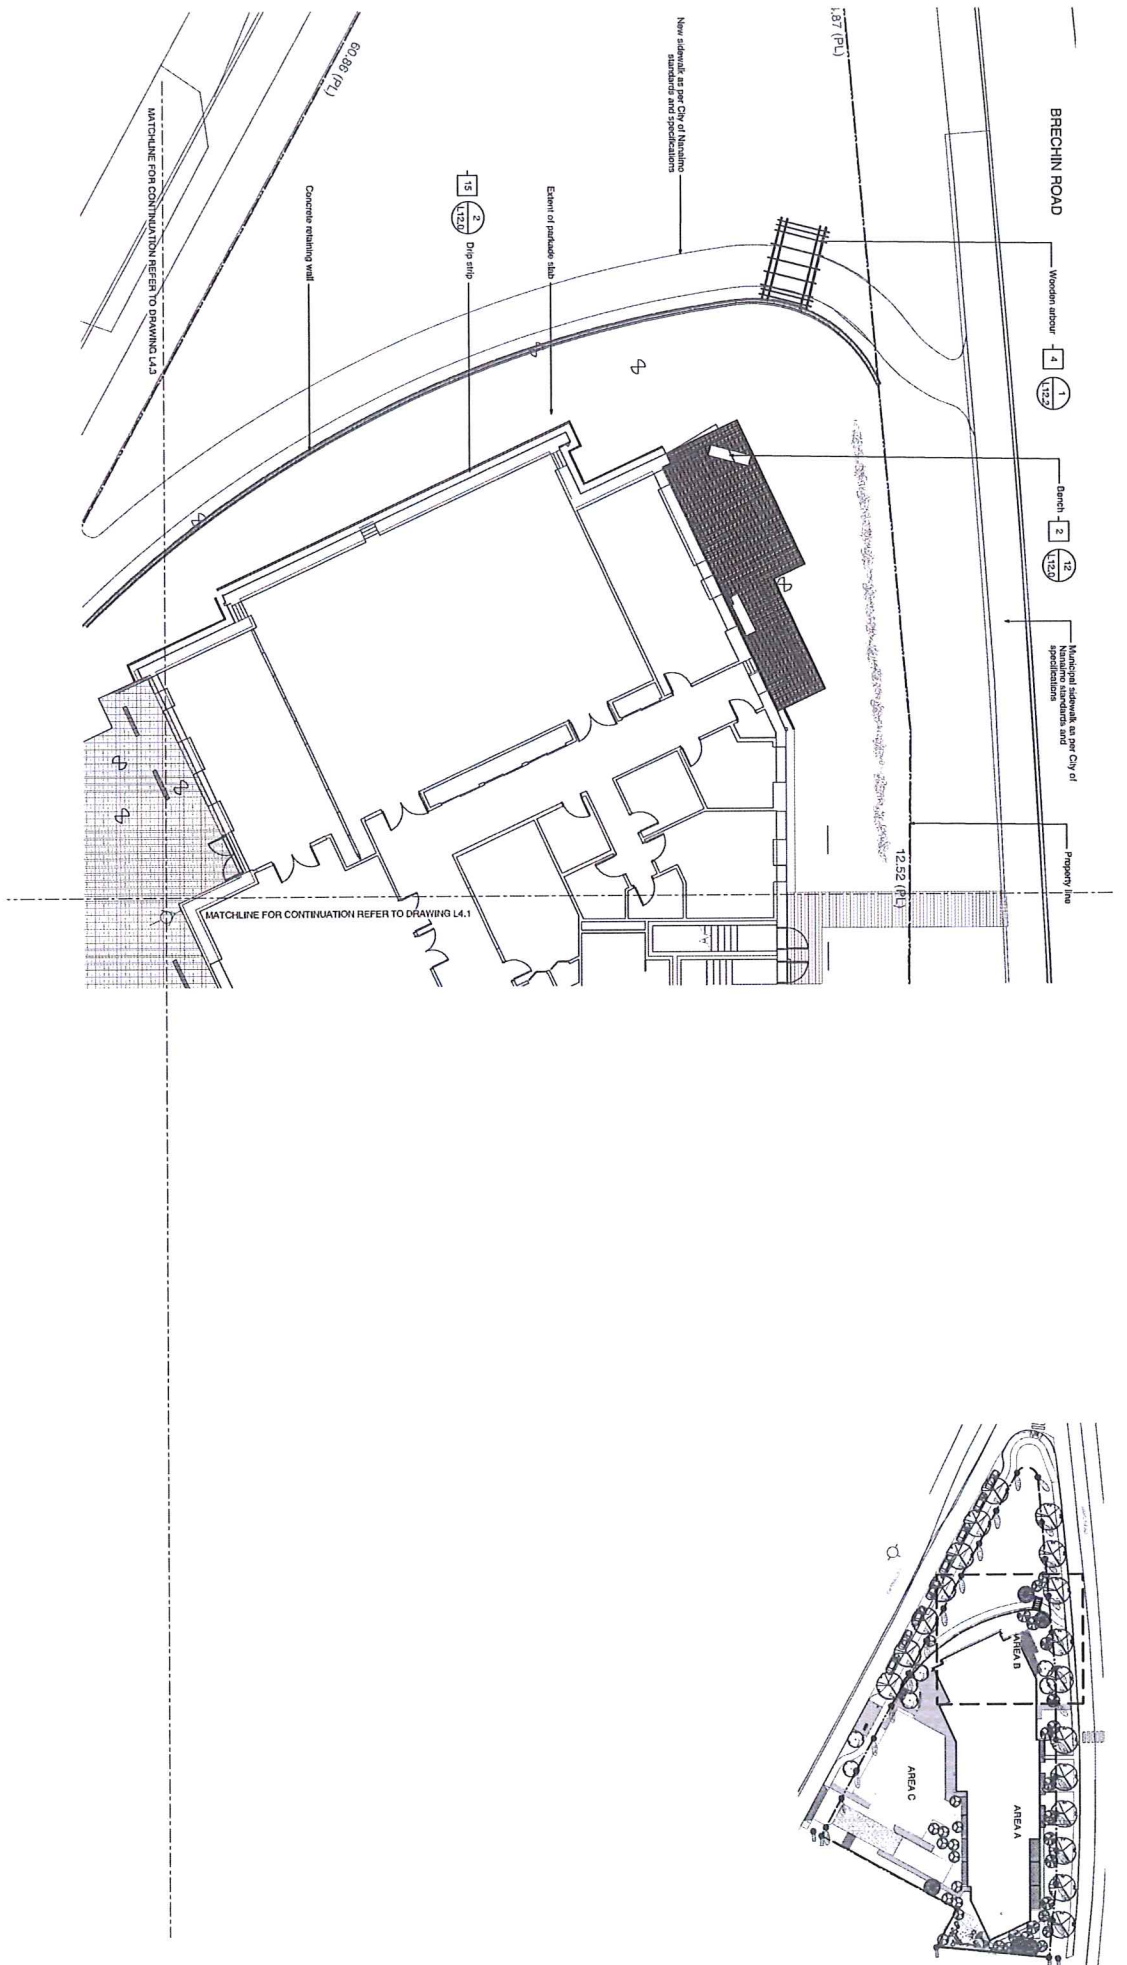 BRECHIN ROAD
Wooden arbour
4
1
L12.2
Bench
2
12
L12.0
Municipal sidewalk as per City of
Nanaimo standards and
specifications
Property line
12.52 (PL)
.87 (PL)
New sidewalk as per City of Nanaimo
standards and specifications
Extent of parkade slab
15
2
L12.0
Drip strip
60.86 (PL)
Concrete retaining wall
MATCHLINE FOR CONTINUATION REFER TO DRAWING L4.3
MATCHLINE FOR CONTINUATION REFER TO DRAWING L4.1
AREA B
AREA A
AREA C